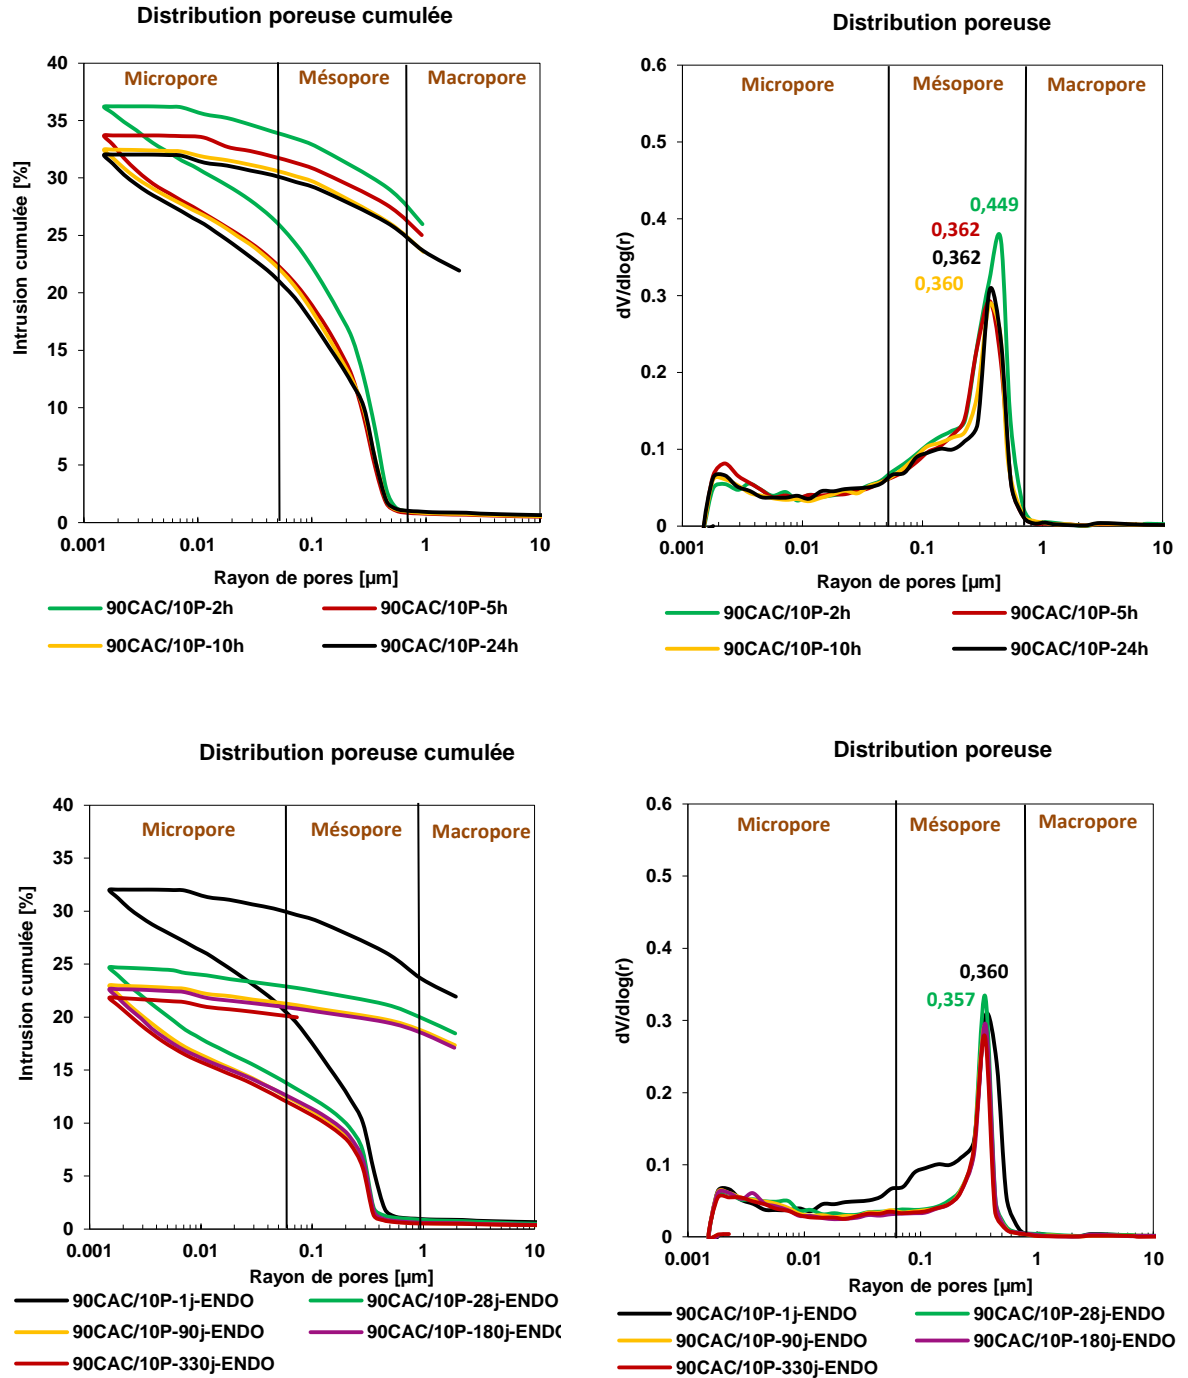 Distribution poreuse cumulée
40
35
30
25
20
15
10
5
0
Intrusion cumulée [%]
Micropore
Mésopore
Macropore
0.001
0.01
0.1
1
10
Rayon de pores [µm]
90CAC/10P-2h
90CAC/10P-5h
90CAC/10P-10h
90CAC/10P-24h
Distribution poreuse
0.6
0.5
0.4
0.3
0.2
0.1
0
dV/dlog(r)
Micropore
Mésopore
Macropore
0,449
0,362
0,362
0,360
0.001
0.01
0.1
1
10
Rayon de pores [µm]
90CAC/10P-2h
90CAC/10P-5h
90CAC/10P-10h
90CAC/10P-24h
Distribution poreuse cumulée
40
35
30
25
20
15
10
5
0
Intrusion cumulée [%]
Micropore
Mésopore
Macropore
0.001
0.01
0.1
1
10
Rayon de pores [µm]
90CAC/10P-1j-ENDO
90CAC/10P-28j-ENDO
90CAC/10P-90j-ENDO
90CAC/10P-180j-ENDO
90CAC/10P-330j-ENDO
Distribution poreuse
0.6
0.5
0.4
0.3
0.2
0.1
0
dV/dlog(r)
Micropore
Mésopore
Macropore
0,360
0,357
0.001
0.01
0.1
1
10
Rayon de pores [µm]
90CAC/10P-1j-ENDO
90CAC/10P-28j-ENDO
90CAC/10P-90j-ENDO
90CAC/10P-180j-ENDO
90CAC/10P-330j-ENDO